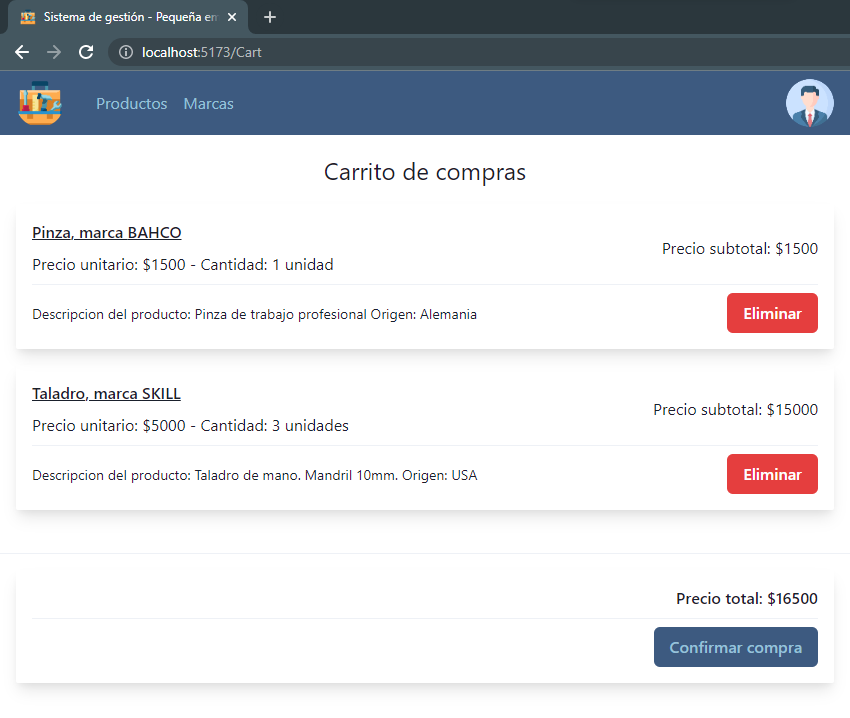 Sistema de gestión - Pequeña em
localhost:5173/Cart
Productos Marcas
Carrito de compras
Pinza, marca BAHCO
Precio unitario: $1500 - Cantidad: 1 unidad
Precio subtotal: $1500
Descripcion del producto: Pinza de trabajo profesional Origen: Alemania
Eliminar
Taladro, marca SKILL
Precio unitario: $5000 - Cantidad: 3 unidades
Precio subtotal: $15000
Descripcion del producto: Taladro de mano. Mandril 10mm. Origen: USA
Eliminar
Precio total: $16500
Confirmar compra